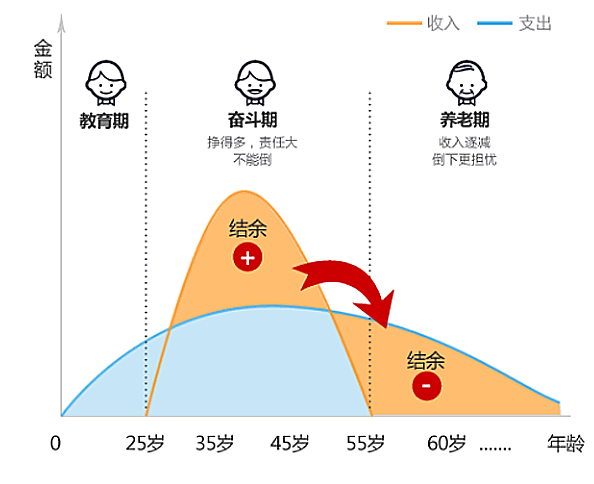 收入 支出
金额
教育期 奋斗期 养老期
挣得多，责任大
不能倒
收入逐减
倒下更担忧
结余
+
结余
-
0 25岁 35岁 45岁 55岁 60岁 ....... 年龄